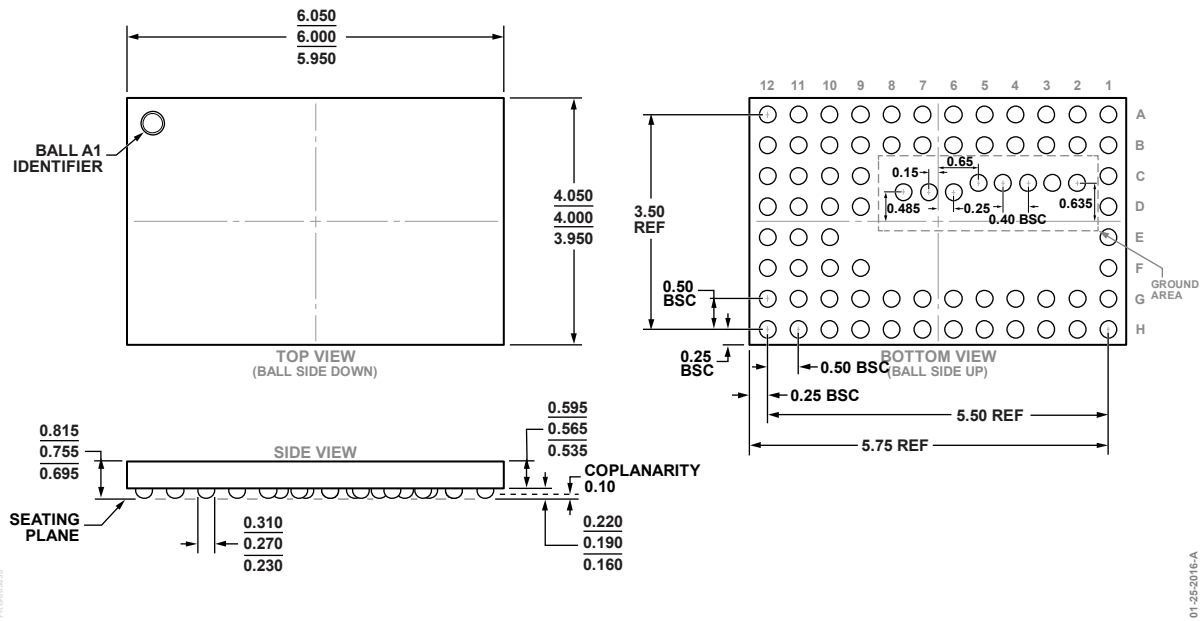 6.050
6.000
5.950
BALL A1
IDENTIFIER
4.050
4.000
3.950
TOP VIEW
(BALL SIDE DOWN)
12 11 10 9 8 7 6 5 4 3 2 1
A
B
C
D
E
F
G
H
0.65
0.15
0.485
0.25
0.40 BSC
0.635
3.50
REF
0.50
BSC
0.25
BSC
GROUND
AREA
BOTTOM VIEW
(BALL SIDE UP)
0.50 BSC
0.25 BSC
5.50 REF
5.75 REF
0.815
0.755
0.695
SIDE VIEW
0.595
0.565
0.535
COPLANARITY
0.10
SEATING
PLANE
0.310
0.270
0.230
0.220
0.190
0.160
01-25-2016-A